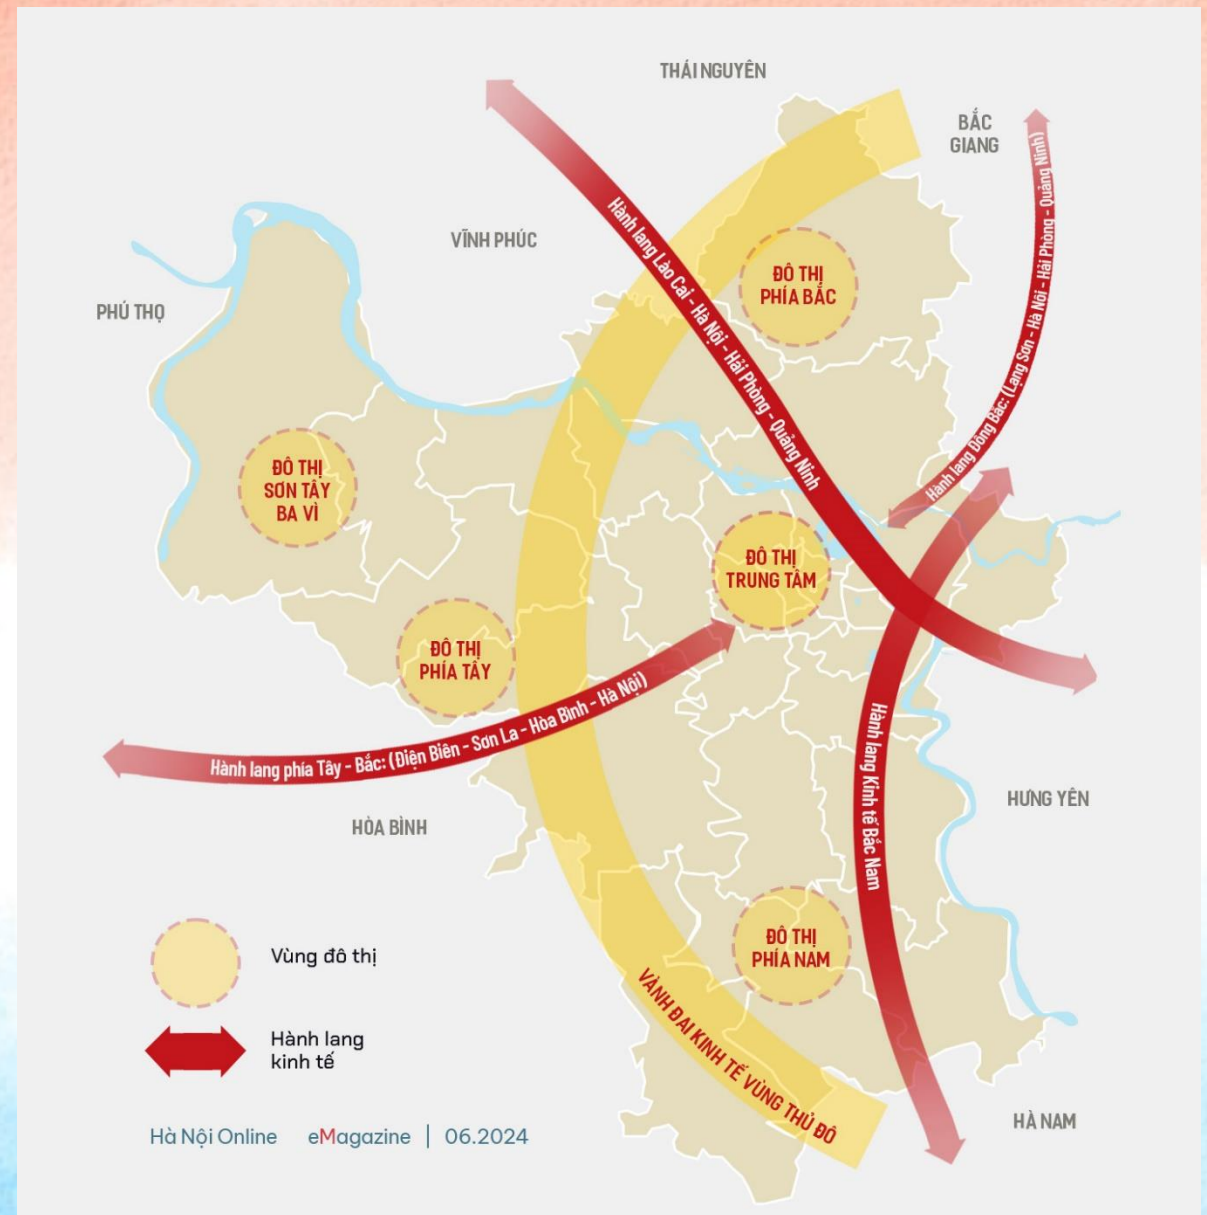 THÁI NGUYÊN
BẮC
GIANG
VĨNH PHÚC
PHÚ THỌ
Hành lang Lào Cai - Hà Nội - Hải Phòng - Quảng Ninh
Hành lang Đông Bắc: (Lạng Sơn - Hà Nội - Hải Phòng - Quảng Ninh)
ĐÔ THỊ
PHÍA BẮC
ĐÔ THỊ
SƠN TÂY
BA VÌ
ĐÔ THỊ
TRUNG TÂM
ĐÔ THỊ
PHÍA TÂY
Hành lang phía Tây - Bắc: (Điện Biên - Sơn La - Hòa Bình - Hà Nội)
Hành lang Kinh tế Bắc Nam
HƯNG YÊN
HÒA BÌNH
ĐÔ THỊ
PHÍA NAM
VÀNH ĐAI KINH TẾ VÙNG THỦ ĐÔ
HÀ NAM
Vùng đô thị
Hành lang
kinh tế
Hà Nội Online eMagazine | 06.2024